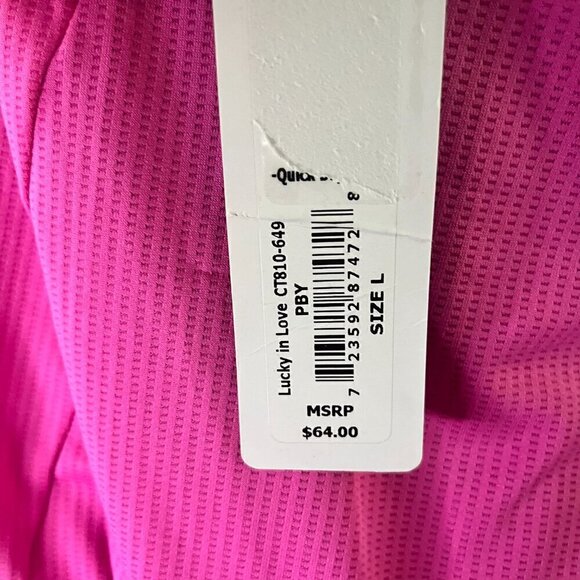 -Quick
Lucky in Love CT810-649
PBY
7 23592 87472 8
SIZE L
MSRP
$64.00